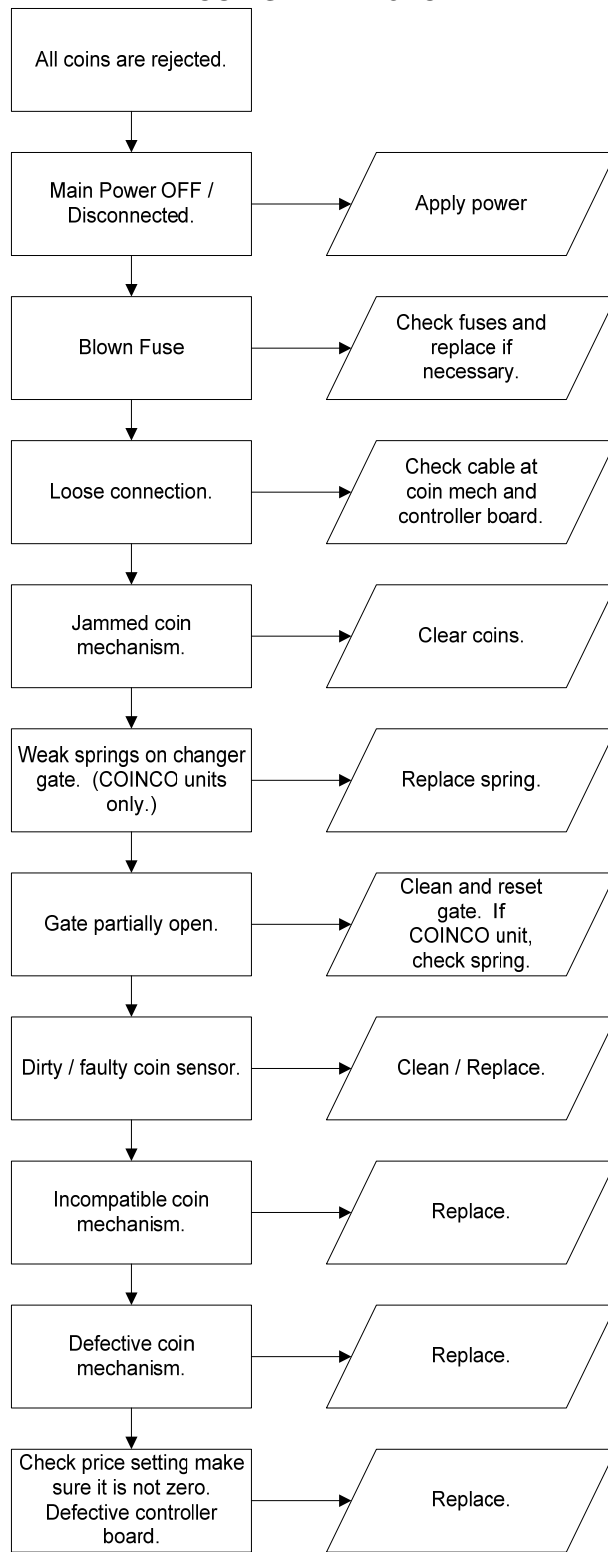 All coins are rejected.
Main Power OFF /
Disconnected.
Apply power
Blown Fuse
Check fuses and
replace if
necessary.
Loose connection.
Check cable at
coin mech and
controller board.
Jammed coin
mechanism.
Clear coins.
Weak springs on changer
gate.  (COINCO units
only.)
Replace spring.
Gate partially open.
Clean and reset
gate.  If
COINCO unit,
check spring.
Dirty / faulty coin sensor.
Clean / Replace.
Incompatible coin
mechanism.
Replace.
Defective coin
mechanism.
Replace.
Check price setting make
sure it is not zero.
Defective controller
board.
Replace.